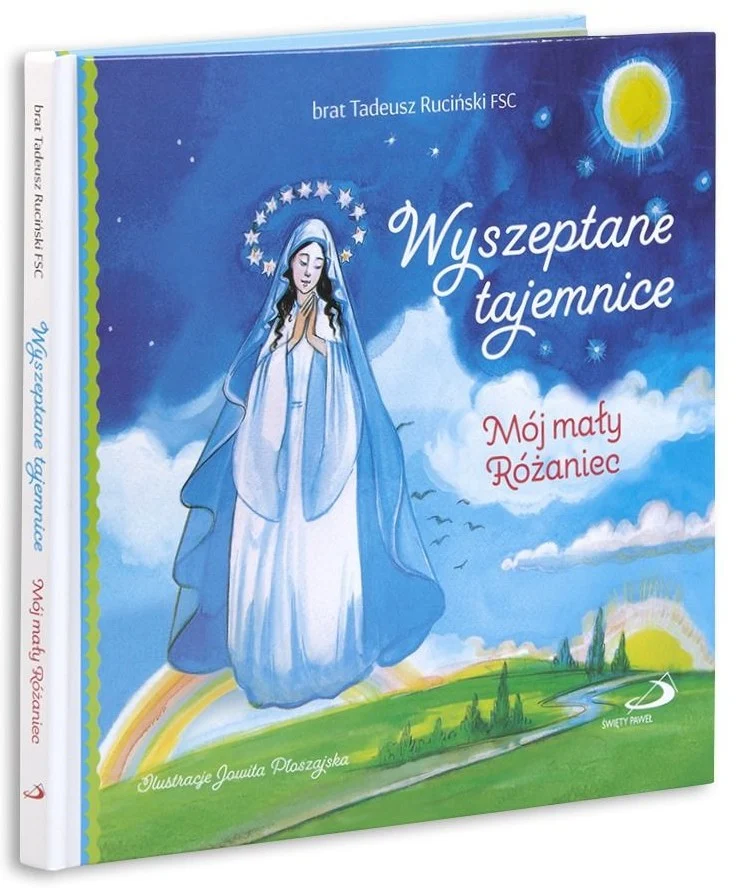 brat Tadeusz Ruciński FSC
Wyszeptane
tajemnice
Mój mały
Różaniec
ŚWIĘTY PAWEŁ
Ilustracje Jowita Płoszajska
brat Tadeusz Ruciński FSC
Wyszeptane tajemnice
Mój mały Różaniec